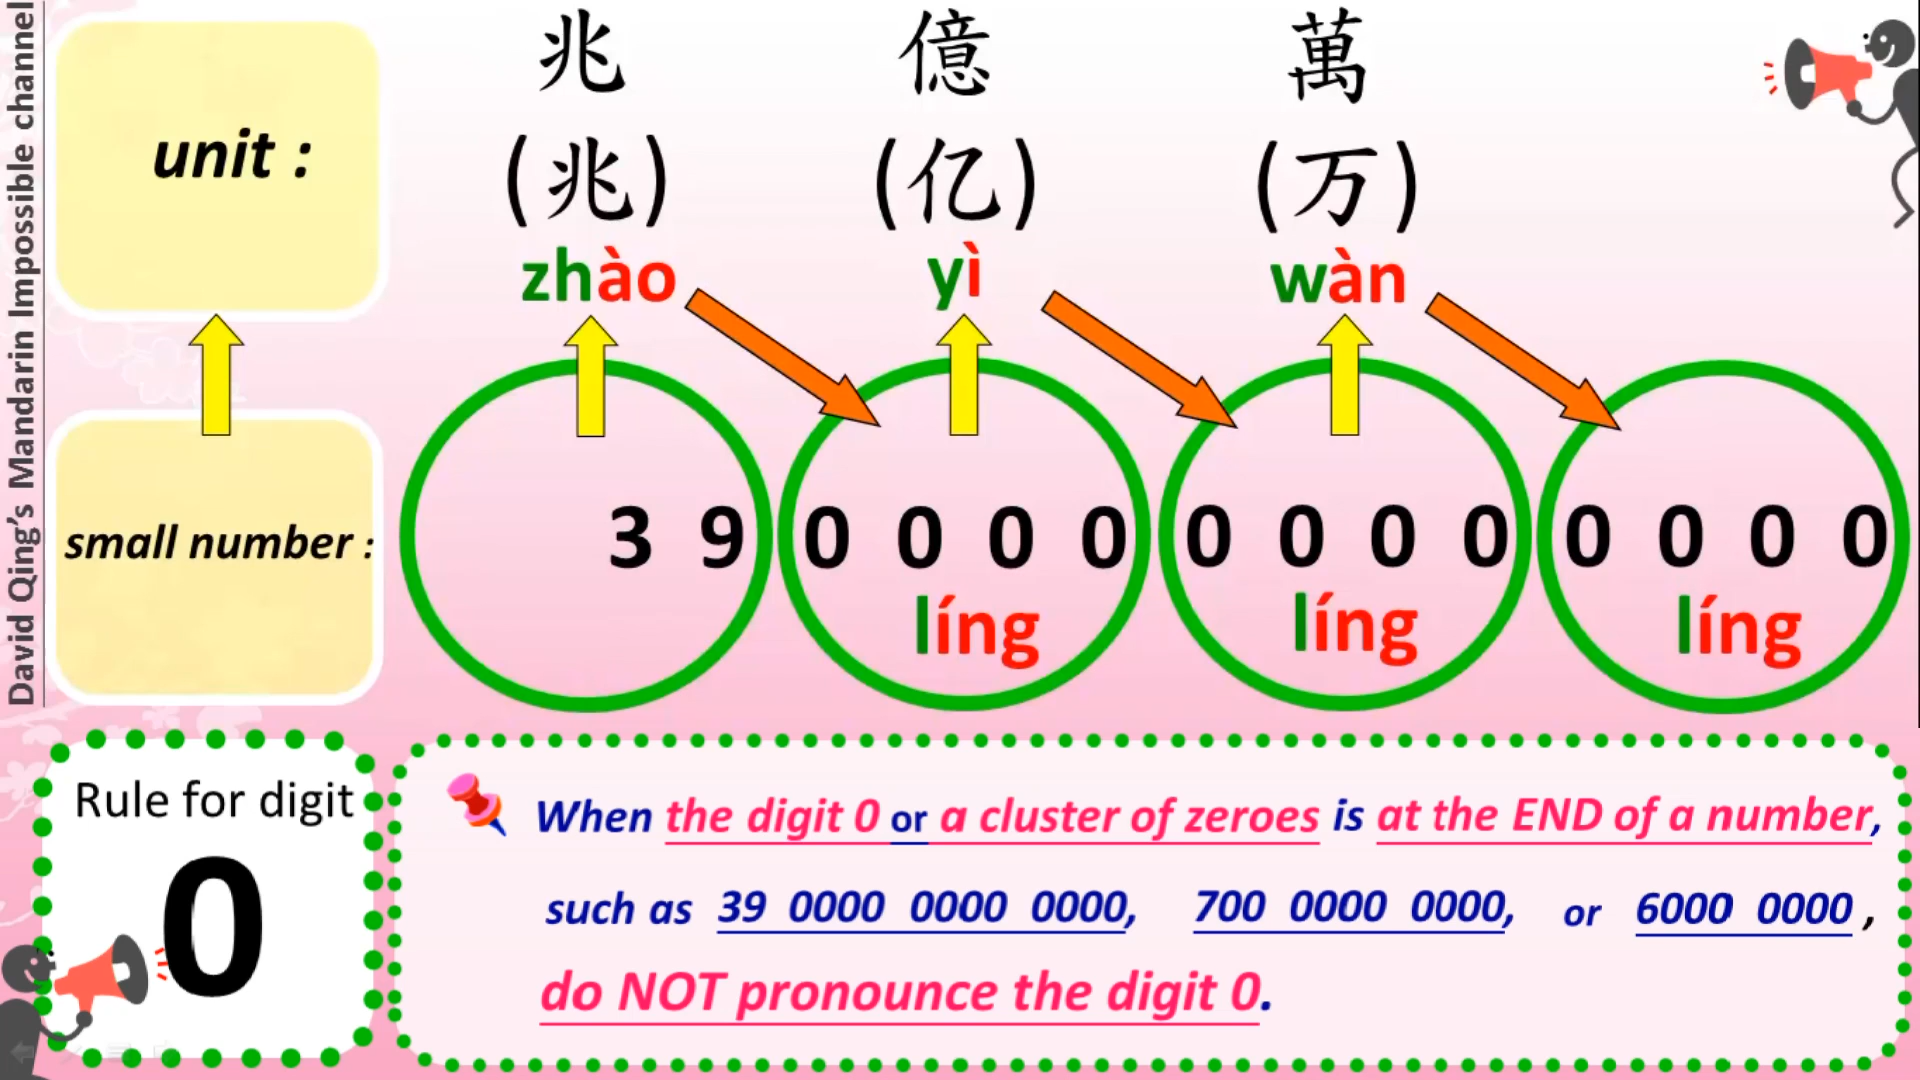 David Qing's Mandarin Impossible channel
unit :
兆 億 萬
(兆) (亿) (万)
zhào yì wàn
small number :
3 9 0 0 0 0 0 0 0 0 0 0 0 0
líng líng líng
Rule for digit
0
When the digit 0 or a cluster of zeroes is at the END of a number,
such as 39 0000 0000 0000, 700 0000 0000, or 6000 0000 ,
do NOT pronounce the digit 0.